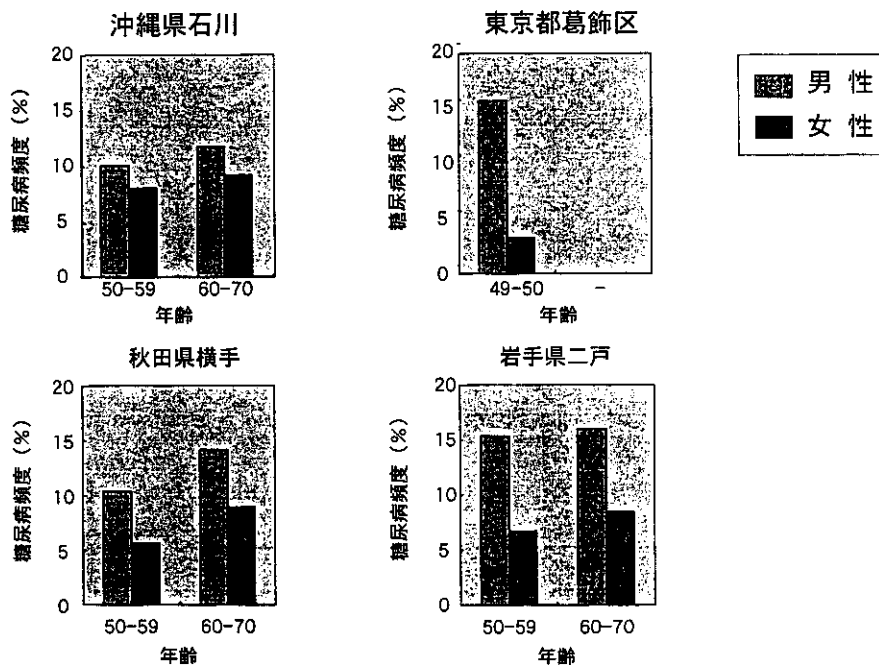 沖縄県石川
糖尿病頻度 (%)
20
15
10
5
0
50-59 60-70
年齢
東京都葛飾区
糖尿病頻度 (%)
20
15
10
5
0
49-50 -
年齢
男 性
女 性
秋田県横手
糖尿病頻度 (%)
20
15
10
5
0
50-59 60-70
年齢
岩手県二戸
糖尿病頻度 (%)
20
15
10
5
0
50-59 60-70
年齢